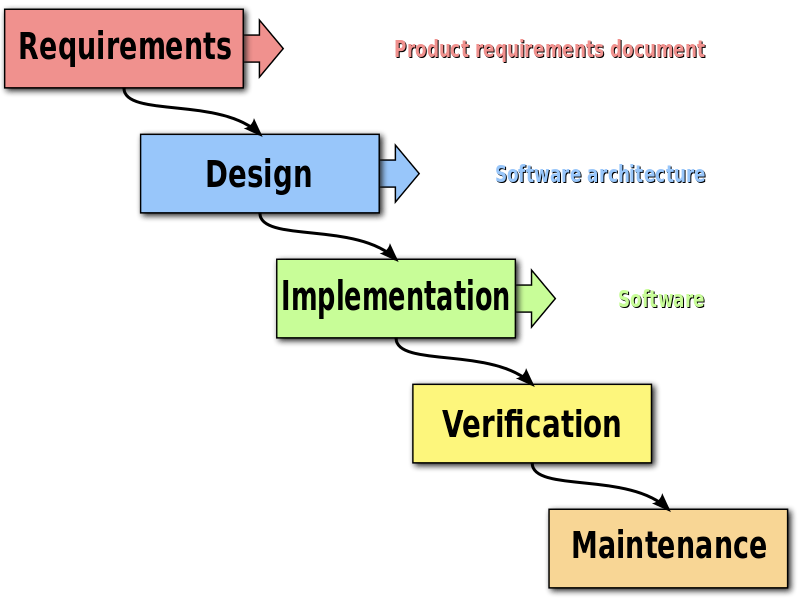 Requirements
Product requirements document
Design
Software architecture
Implementation
Software
Verification
Maintenance